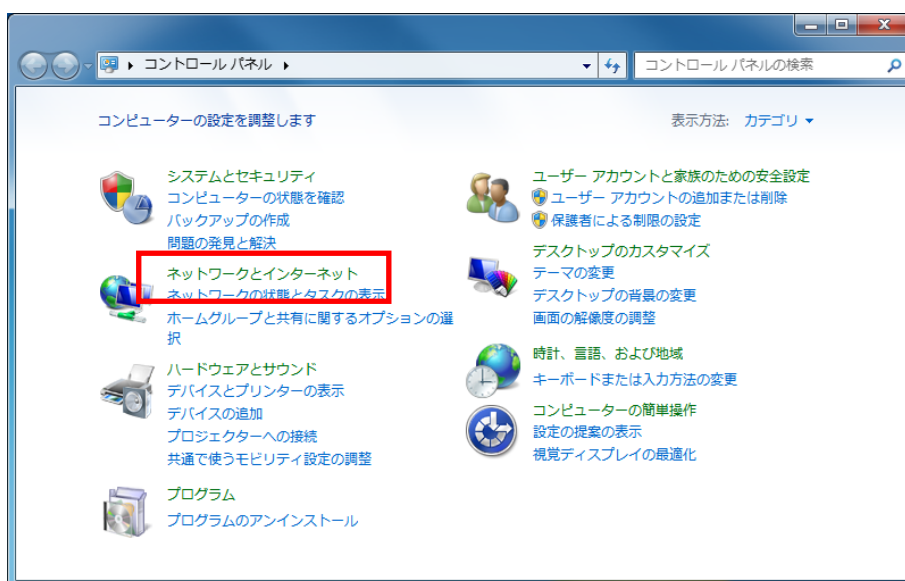 コントロール パネル
コントロール パネルの検索
コンピューターの設定を調整します
表示方法: カテゴリ
システムとセキュリティ
コンピューターの状態を確認
バックアップの作成
問題の発見と解決
ネットワークとインターネット
ネットワークの状態とタスクの表示
ホームグループと共有に関するオプションの選
択
ハードウェアとサウンド
デバイスとプリンターの表示
デバイスの追加
プロジェクターへの接続
共通で使うモビリティ設定の調整
プログラム
プログラムのアンインストール
ユーザー アカウントと家族のための安全設定
ユーザー アカウントの追加または削除
保護者による制限の設定
デスクトップのカスタマイズ
テーマの変更
デスクトップの背景の変更
画面の解像度の調整
時計、言語、および地域
キーボードまたは入力方法の変更
コンピューターの簡単操作
設定の提案の表示
視覚ディスプレイの最適化